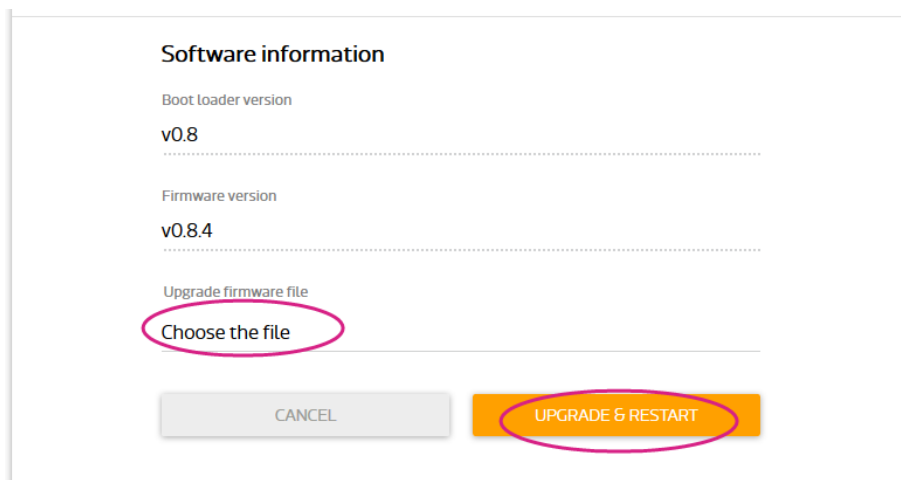 Software information
Boot loader version
v0.8
Firmware version
v0.8.4
Upgrade firmware file
Choose the file
CANCEL
UPGRADE & RESTART